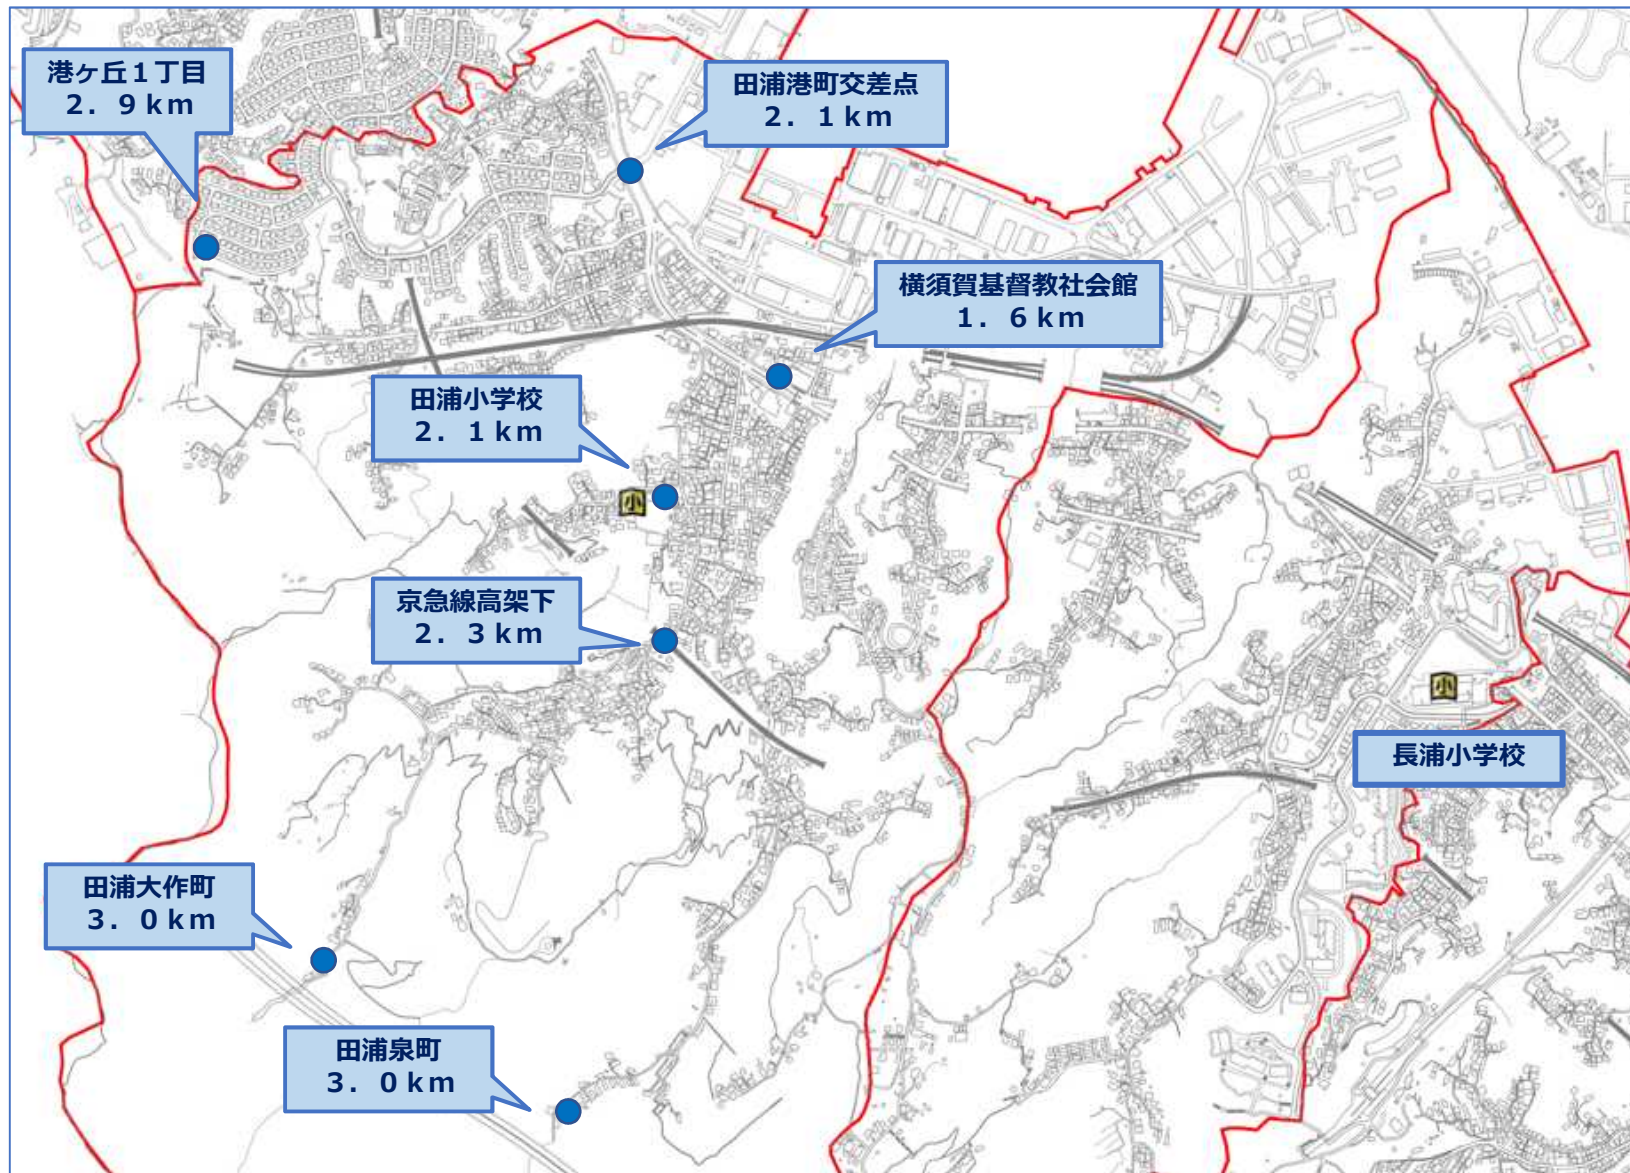 港ヶ丘１丁目
２．９ｋｍ
田浦港町交差点
２．１ｋｍ
横須賀基督教社会館
１．６ｋｍ
田浦小学校
２．１ｋｍ
小
京急線高架下
２．３ｋｍ
小
長浦小学校
田浦大作町
３．０ｋｍ
田浦泉町
３．０ｋｍ